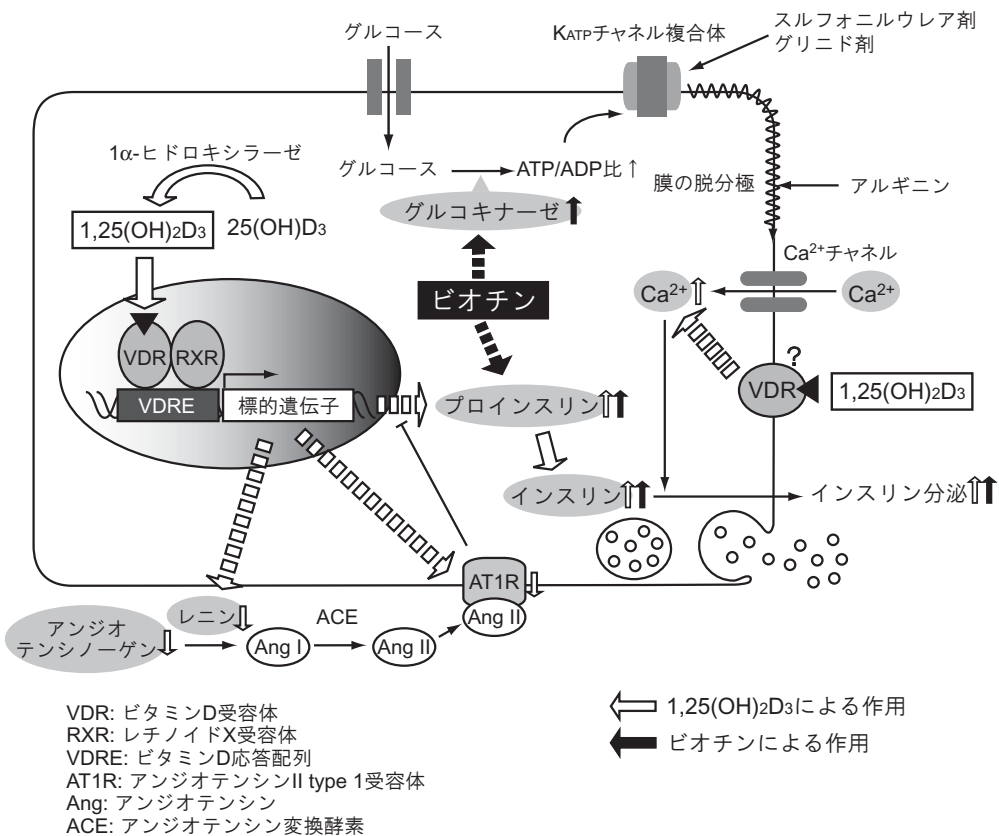 グルコース
KATPチャネル複合体
スルフォニルウレア剤
グリニド剤
1α-ヒドロキシラーゼ
グルコース
ATP/ADP比↑
膜の脱分極
アルギニン
グルコキナーゼ
1,25(OH)2D3
25(OH)D3
Ca2+チャネル
Ca2+
Ca2+
ビオチン
VDR
RXR
?
VDR
1,25(OH)2D3
VDRE
標的遺伝子
プロインスリン
インスリン
インスリン分泌
AT1R
Ang II
レニン
ACE
アンジオ
テンシノーゲン
Ang I
Ang II
VDR: ビタミンD受容体
RXR: レチノイドX受容体
VDRE: ビタミンD応答配列
AT1R: アンジオテンシンII type 1受容体
Ang: アンジオテンシン
ACE: アンジオテンシン変換酵素
1,25(OH)2D3による作用
ビオチンによる作用